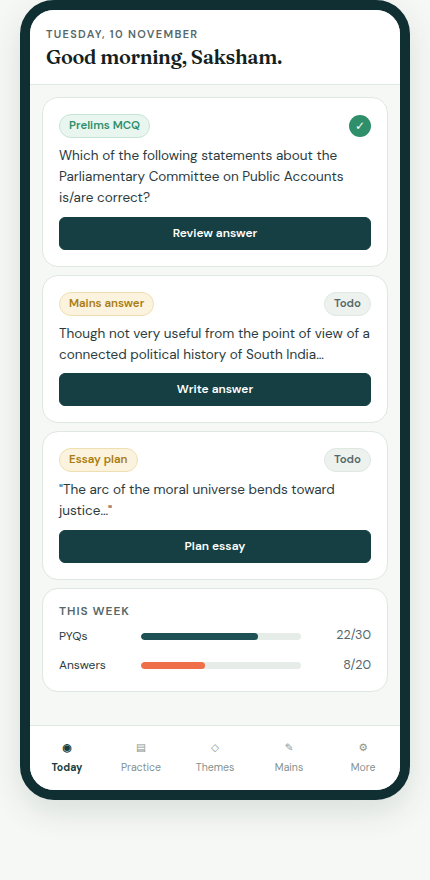 TUESDAY, 10 NOVEMBER
Good morning, Saksham.
Prelims MCQ
✓
Which of the following statements about the
Parliamentary Committee on Public Accounts
is/are correct?
Review answer
Mains answer
Todo
Though not very useful from the point of view of a
connected political history of South India…
Write answer
Essay plan
Todo
"The arc of the moral universe bends toward
justice…"
Plan essay
THIS WEEK
PYQs 22/30
Answers 8/20
Today Practice Themes Mains More